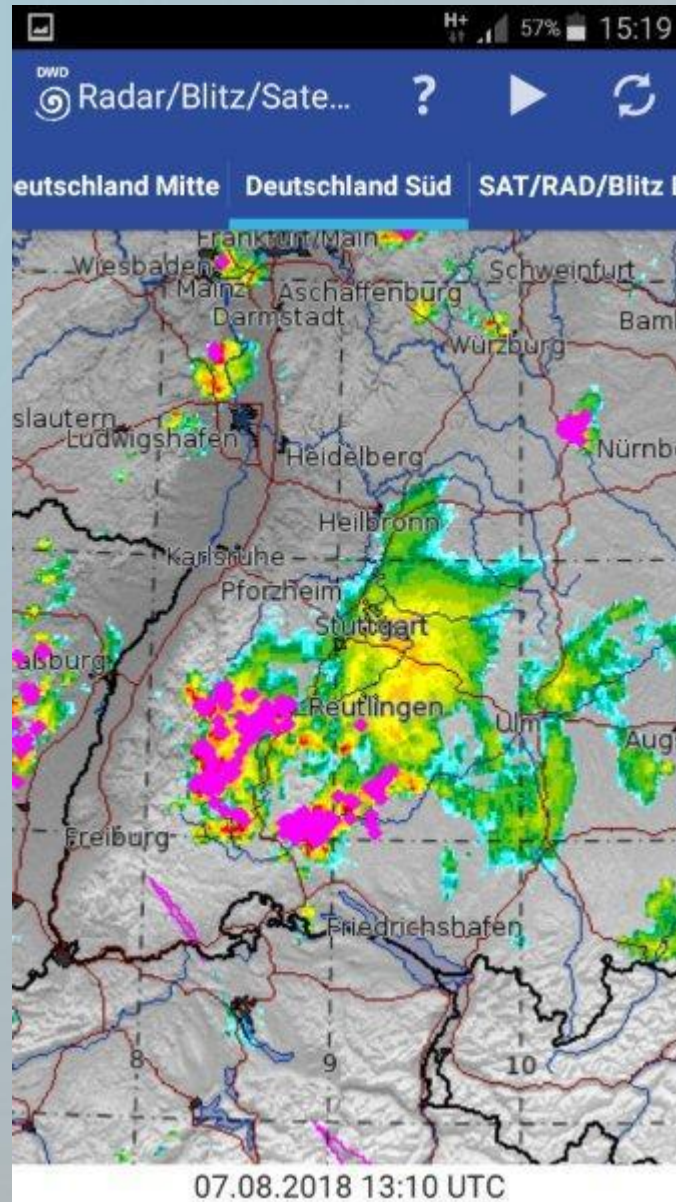 H+ 57% 15:19
DWD
Radar/Blitz/Sate... ?
eutschland Mitte Deutschland Süd SAT/RAD/Blitz
Frankfurt/Main
Wiesbaden Schweinfurt
Mainz Aschaffenburg
Darmstadt Bam
Würzburg
slautern
Ludwigshafen Nürnb
Heidelberg
Heilbronn
Karlsruhe
Pforzheim
Stuttgart
aßburg
Reutlingen
Ulm Aug
Freiburg
Friedrichshafen
8 9 10
07.08.2018 13:10 UTC